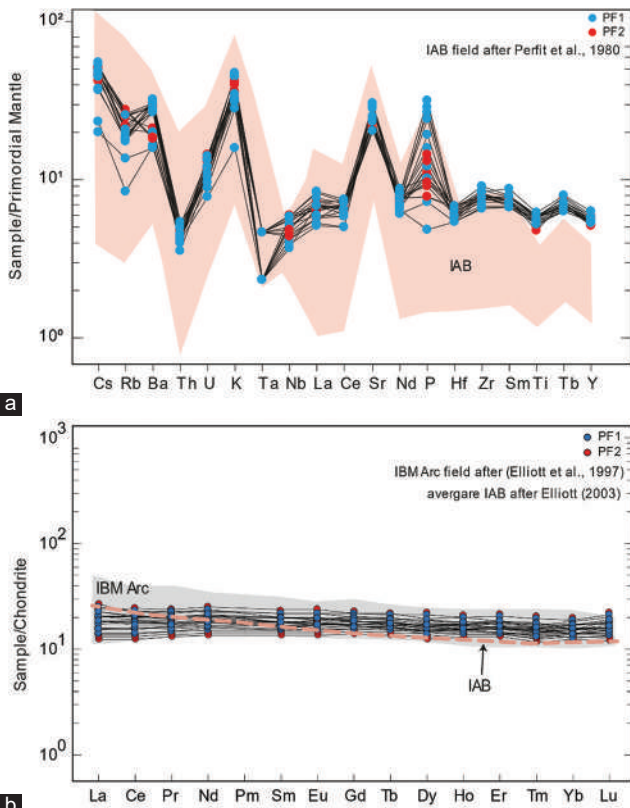 10²
PF1
PF2
IAB field after Perfit et al., 1980
10¹
Sample/Primordial Mantle
IAB
10⁰
Cs Rb Ba Th U K Ta Nb La Ce Sr Nd P Hf Zr Sm Ti Tb Y
a
10³
PF1
PF2
IBM Arc field after (Elliott et al., 1997)
avergare IAB after Elliott (2003)
10²
Sample/Chondrite
IBM Arc
10¹
IAB
10⁰
La Ce Pr Nd Pm Sm Eu Gd Tb Dy Ho Er Tm Yb Lu
b